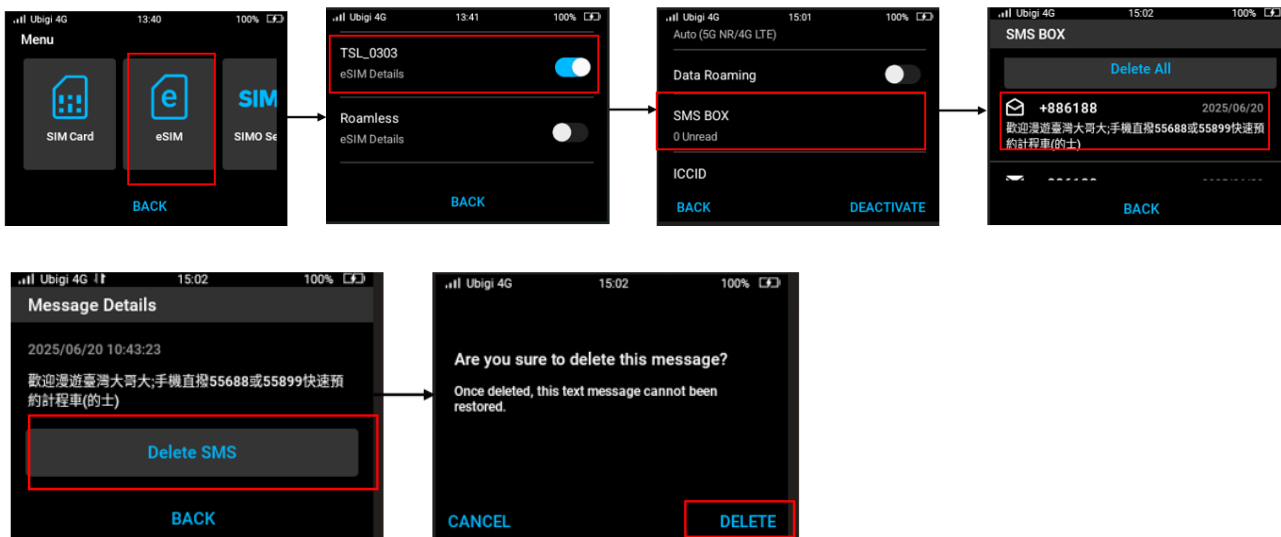 Ubigi 4G 13:40 100%
Menu
SIM Card
eSIM
SIMO Se
BACK
Ubigi 4G 13:41 100%
TSL_0303
eSIM Details
Roamless
eSIM Details
BACK
Ubigi 4G 15:01 100%
Auto (5G NR/4G LTE)
Data Roaming
SMS BOX
0 Unread
ICCID
BACK DEACTIVATE
Ubigi 4G 15:02 100%
SMS BOX
Delete All
+886188 2025/06/20
歡迎漫遊臺灣大哥大;手機直撥55688或55899快速預
約計程車(的士)
BACK
Ubigi 4G 15:02 100%
Message Details
2025/06/20 10:43:23
歡迎漫遊臺灣大哥大;手機直撥55688或55899快速預
約計程車(的士)
Delete SMS
BACK
Ubigi 4G 15:02 100%
Are you sure to delete this message?
Once deleted, this text message cannot been
restored.
CANCEL DELETE